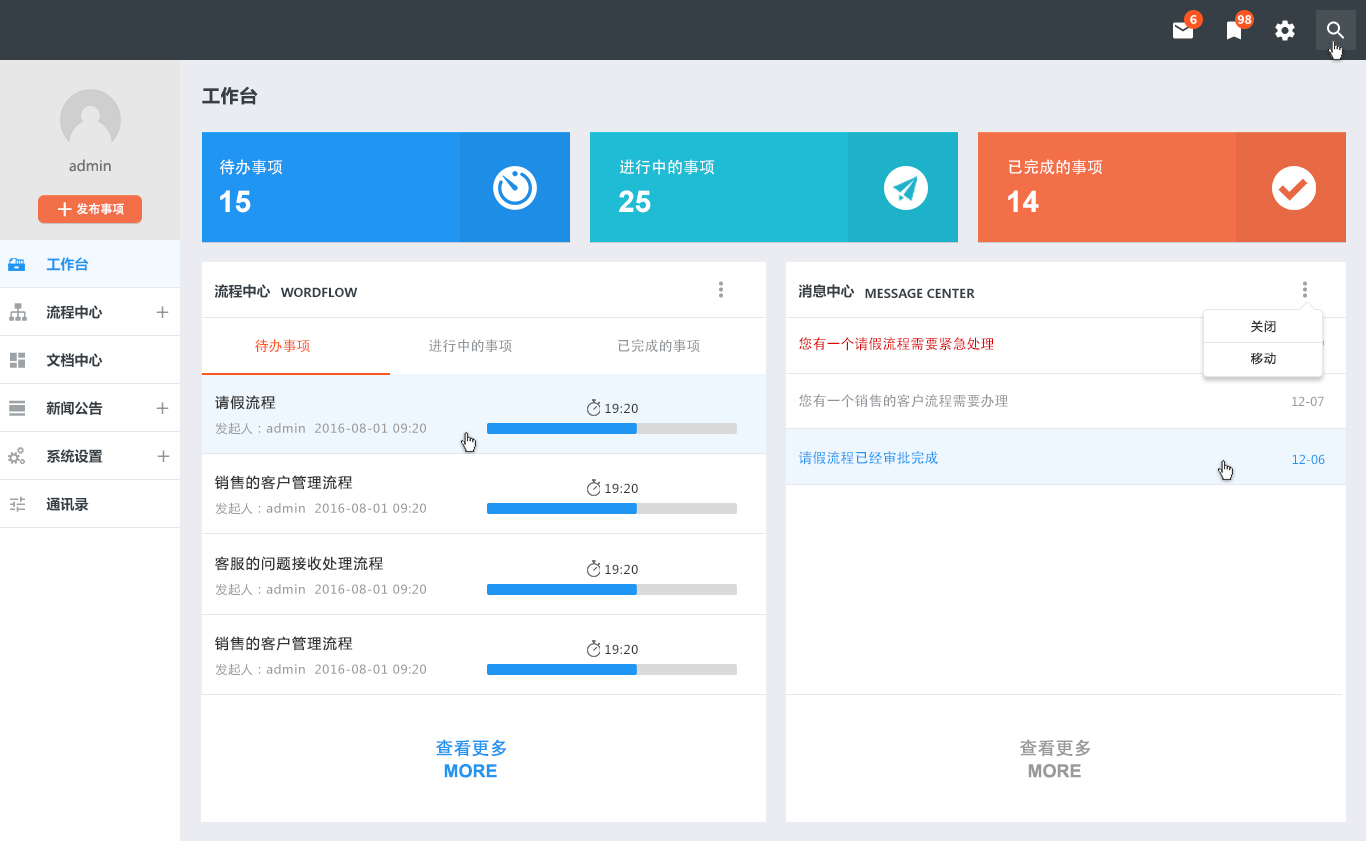 6
98
admin
发布事项
工作台
流程中心
文档中心
新闻公告
系统设置
通讯录
工作台
待办事项
15
进行中的事项
25
已完成的事项
14
流程中心 WORDFLOW
待办事项 进行中的事项 已完成的事项
请假流程
19:20
发起人：admin 2016-08-01 09:20
销售的客户管理流程
19:20
发起人：admin 2016-08-01 09:20
客服的问题接收处理流程
19:20
发起人：admin 2016-08-01 09:20
销售的客户管理流程
19:20
发起人：admin 2016-08-01 09:20
查看更多
MORE
消息中心 MESSAGE CENTER
关闭
移动
您有一个请假流程需要紧急处理
您有一个销售的客户流程需要办理 12-07
请假流程已经审批完成 12-06
查看更多
MORE